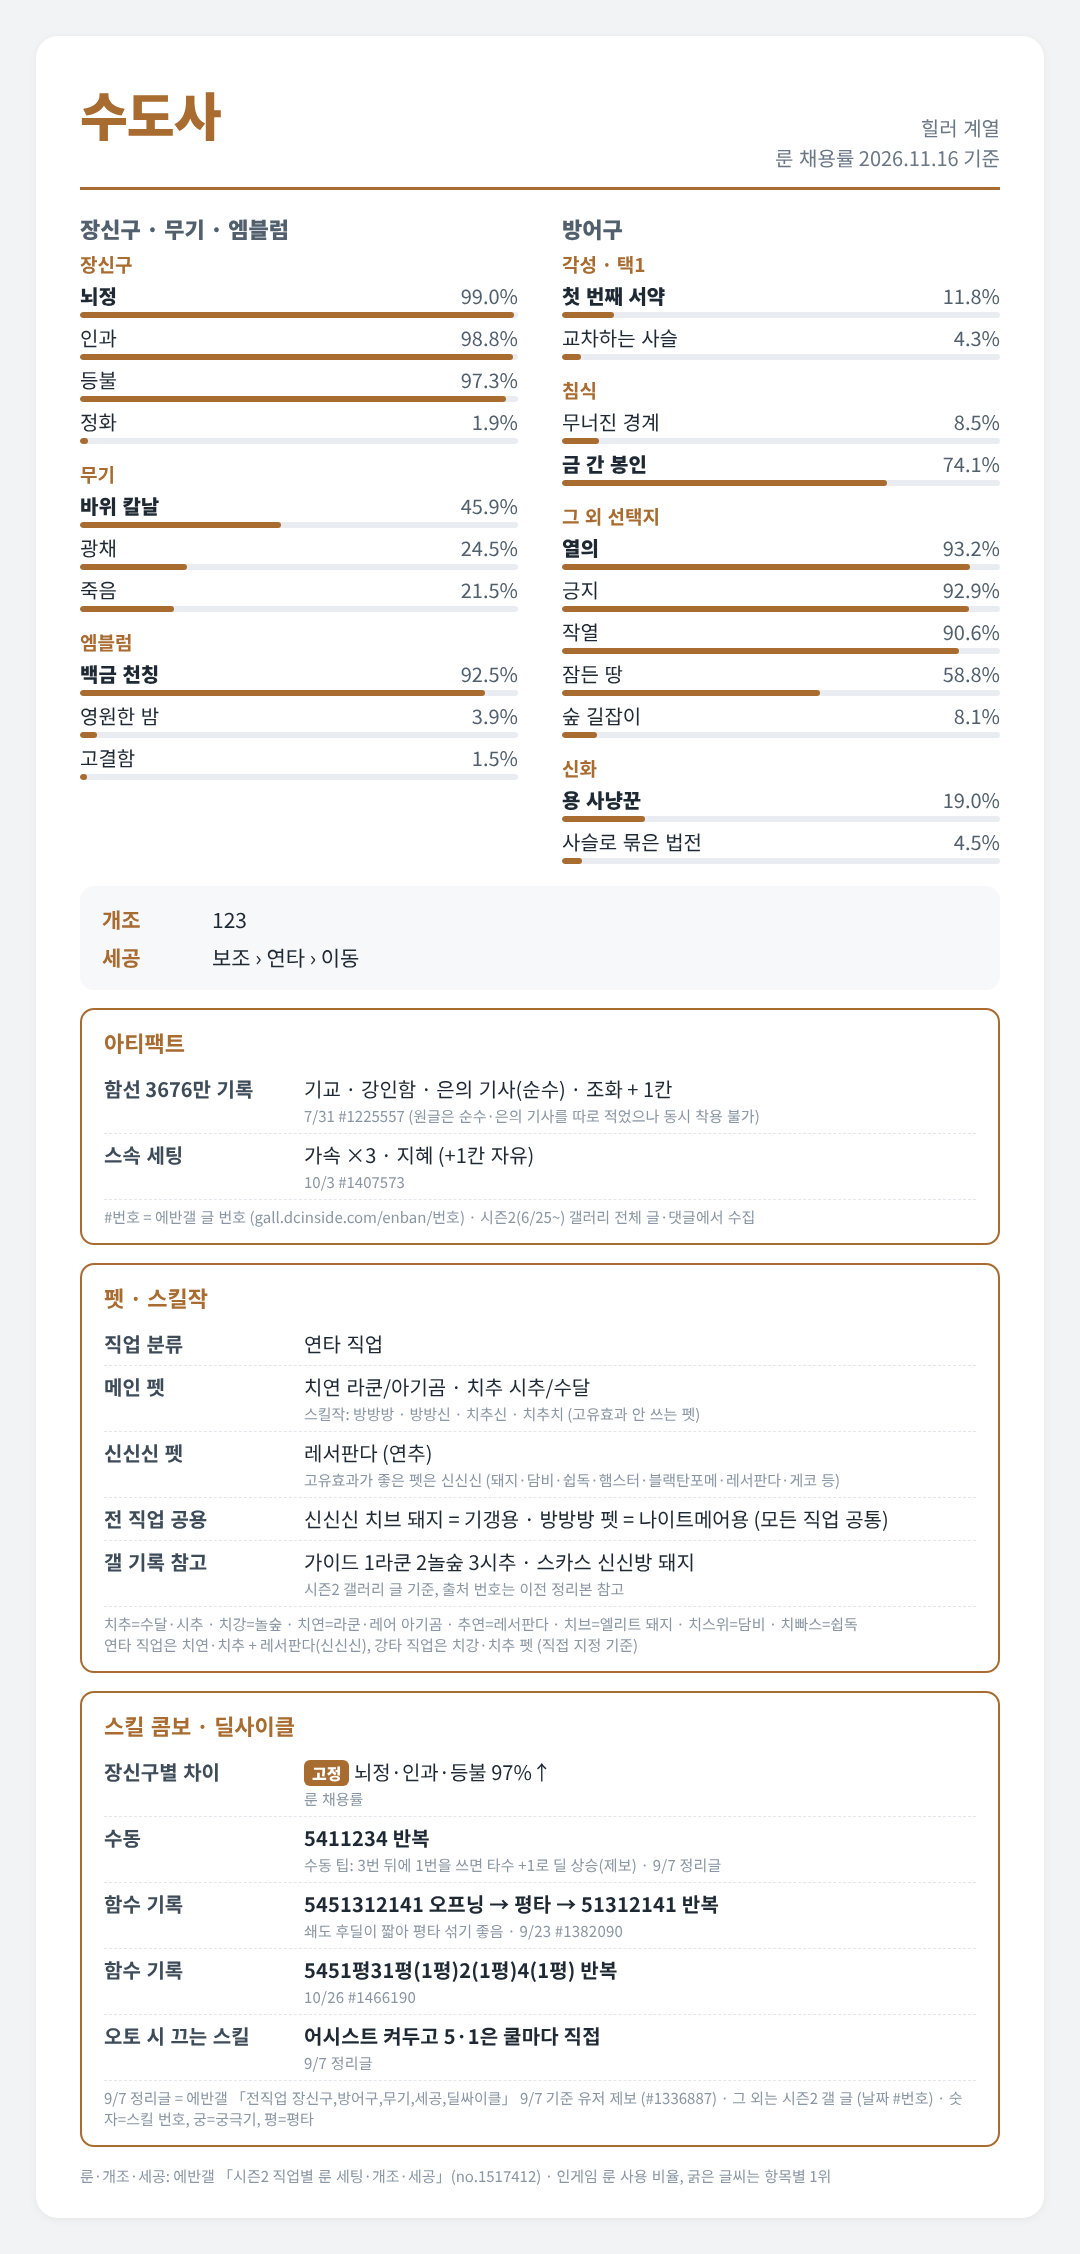 수도사
힐러 계열
룬 채용률 2026.11.16 기준
장신구 · 무기 · 엠블럼
장신구
뇌정 99.0%
인과 98.8%
등불 97.3%
정화 1.9%
무기
바위 칼날 45.9%
광채 24.5%
죽음 21.5%
엠블럼
백금 천칭 92.5%
영원한 밤 3.9%
고결함 1.5%
방어구
각성 · 택1
첫 번째 서약 11.8%
교차하는 사슬 4.3%
침식
무너진 경계 8.5%
금 간 봉인 74.1%
그 외 선택지
열의 93.2%
긍지 92.9%
작열 90.6%
잠든 땅 58.8%
숲 길잡이 8.1%
신화
용 사냥꾼 19.0%
사슬로 묶은 법전 4.5%
개조 123
세공 보조 › 연타 › 이동
아티팩트
함선 3676만 기록 기교 · 강인함 · 은의 기사(순수) · 조화 + 1칸
7/31 #1225557 (원글은 순수·은의 기사를 따로 적었으나 동시 착용 불가)
스속 세팅 가속 ×3 · 지혜 (+1칸 자유)
10/3 #1407573
#번호 = 에반갤 글 번호 (gall.dcinside.com/enban/번호) · 시즌2(6/25~) 갤러리 전체 글·댓글에서 수집
펫 · 스킬작
직업 분류 연타 직업
메인 펫 치연 라쿤/아기곰 · 치추 시추/수달
스킬작: 방방방 · 방방신 · 치추신 · 치추치 (고유효과 안 쓰는 펫)
신신신 펫 레서판다 (연추)
고유효과가 좋은 펫은 신신신 (돼지·담비·쉽독·햄스터·블랙탄포메·레서판다·게코 등)
전 직업 공용 신신신 치브 돼지 = 기갱용 · 방방방 펫 = 나이트메어용 (모든 직업 공통)
갤 기록 참고 가이드 1라쿤 2놀숲 3시추 · 스카스 신신방 돼지
시즌2 갤러리 글 기준, 출처 번호는 이전 정리본 참고
치추=수달·시추 · 치강=놀숲 · 치연=라쿤·레어 아기곰 · 추연=레서판다 · 치브=엘리트 돼지 · 치스위=담비 · 치빠스=쉽독
연타 직업은 치연·치추 + 레서판다(신신신), 강타 직업은 치강·치추 펫 (직접 지정 기준)
스킬 콤보 · 딜사이클
장신구별 차이 고정 뇌정·인과·등불 97%↑
룬 채용률
수동 5411234 반복
수동 팁: 3번 뒤에 1번을 쓰면 타수 +1로 딜 상승(제보) · 9/7 정리글
함수 기록 5451312141 오프닝 → 평타 → 51312141 반복
쇄도 후딜이 짧아 평타 섞기 좋음 · 9/23 #1382090
함수 기록 5451평31평(1평)2(1평)4(1평) 반복
10/26 #1466190
오토 시 끄는 스킬 어시스트 켜두고 5·1은 쿨마다 직접
9/7 정리글
9/7 정리글 = 에반갤 「전직업 장신구,방어구,무기,세공,딜싸이클」 9/7 기준 유저 제보 (#1336887) · 그 외는 시즌2 갤 글 (날짜 #번호) · 숫
자=스킬 번호, 궁=궁극기, 평=평타
룬·개조·세공: 에반갤 「시즌2 직업별 룬 세팅·개조·세공」(no.1517412) · 인게임 룬 사용 비율, 굵은 글씨는 항목별 1위